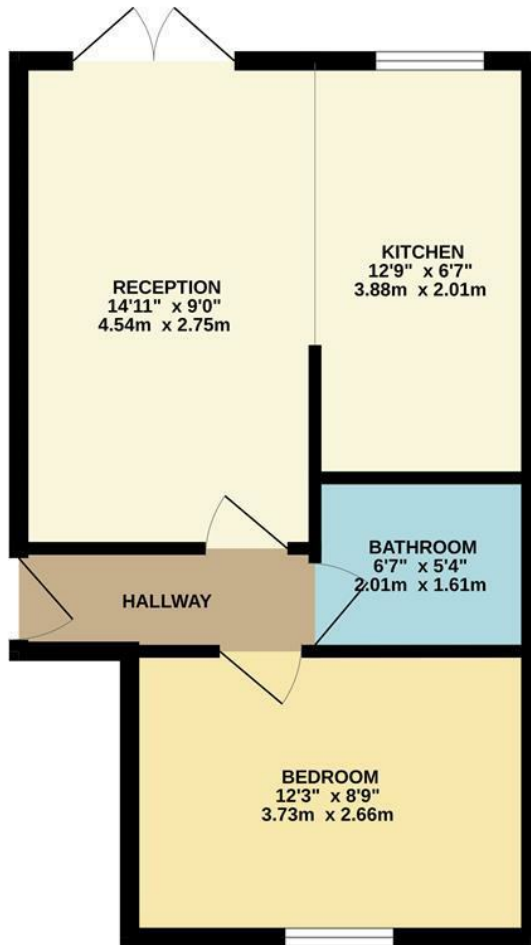 RECEPTION
14'11" x 9'0"
4.54m x 2.75m
KITCHEN
12'9" x 6'7"
3.88m x 2.01m
BATHROOM
6'7" x 5'4"
2.01m x 1.61m
HALLWAY
BEDROOM
12'3" x 8'9"
3.73m x 2.66m